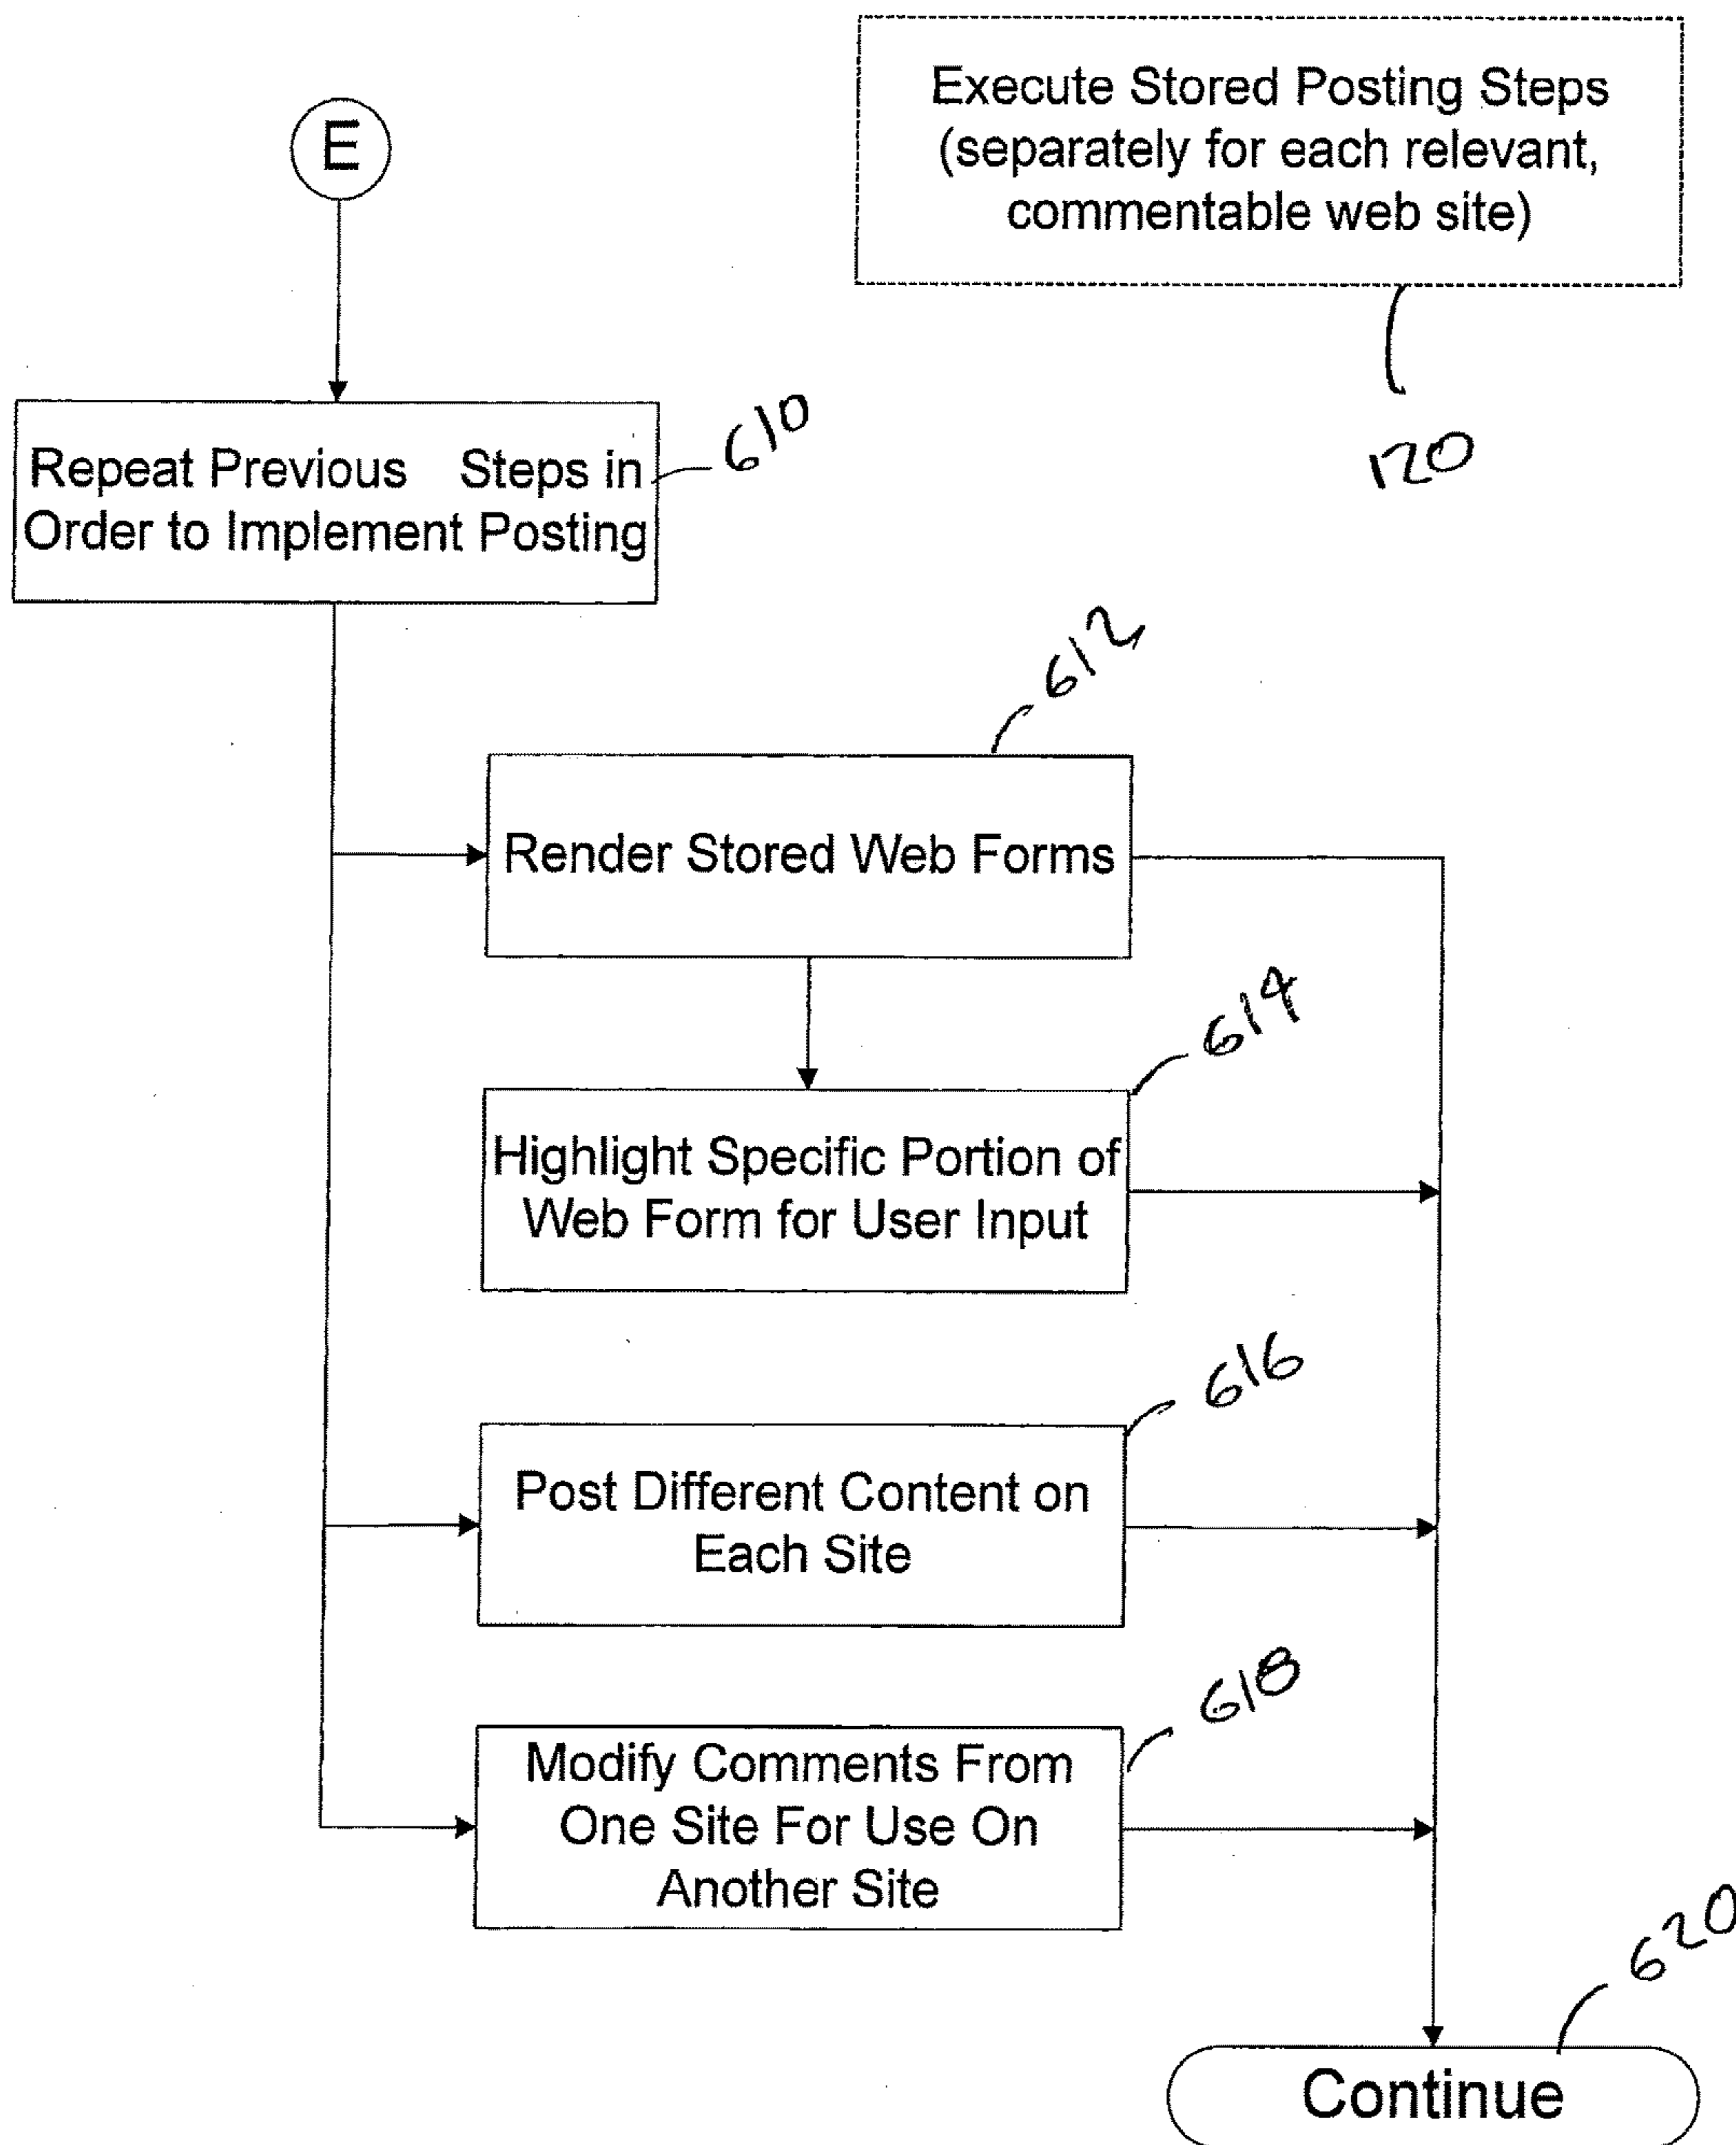 E
Execute Stored Posting Steps
(separately for each relevant,
commentable web site)
120
Repeat Previous Steps in
Order to Implement Posting
610
612
Render Stored Web Forms
614
Highlight Specific Portion of
Web Form for User Input
616
Post Different Content on
Each Site
618
Modify Comments From
One Site For Use On
Another Site
620
Continue